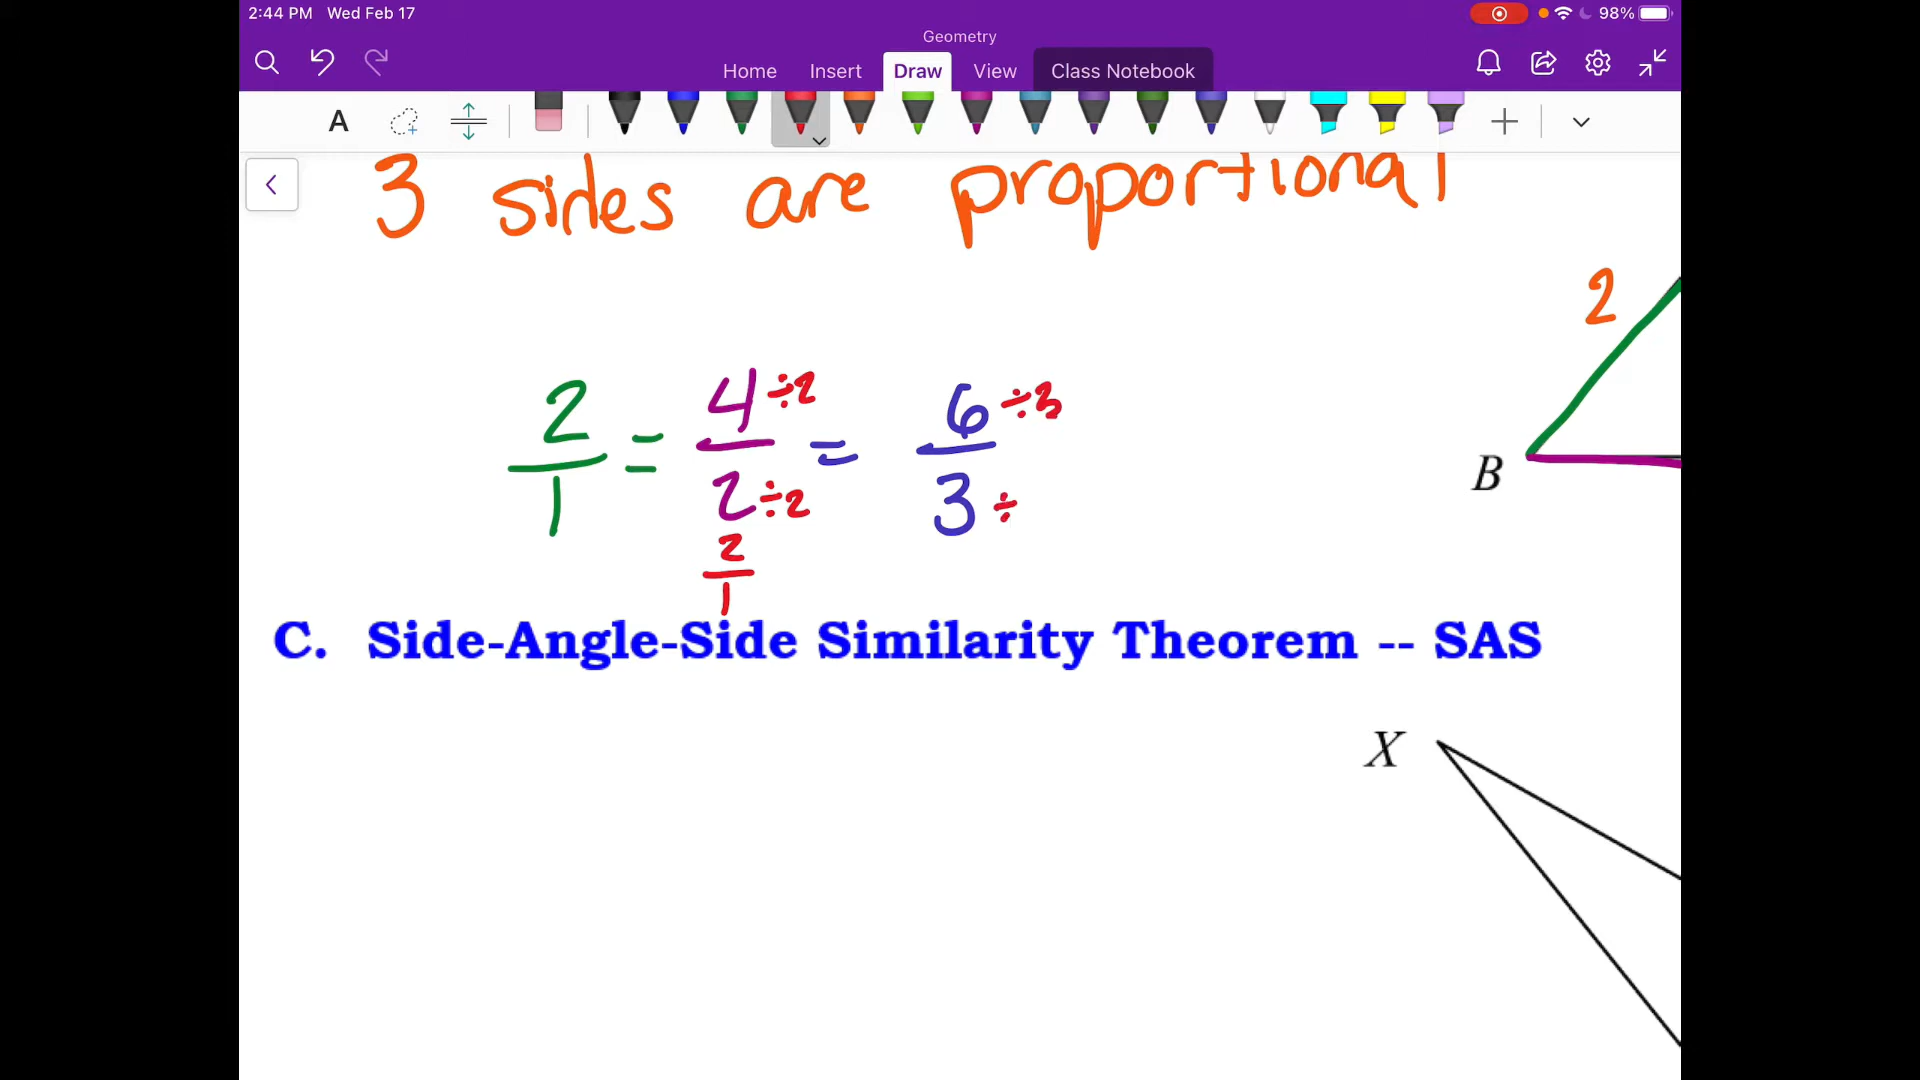 2:44 PM Wed Feb 17
98%
Geometry
Home Insert Draw View Class Notebook
A
3 sides are proportional
2
2/1 = 4÷2/2÷2 = 6÷3/3÷
2/1
B
C. Side-Angle-Side Similarity Theorem -- SAS
X